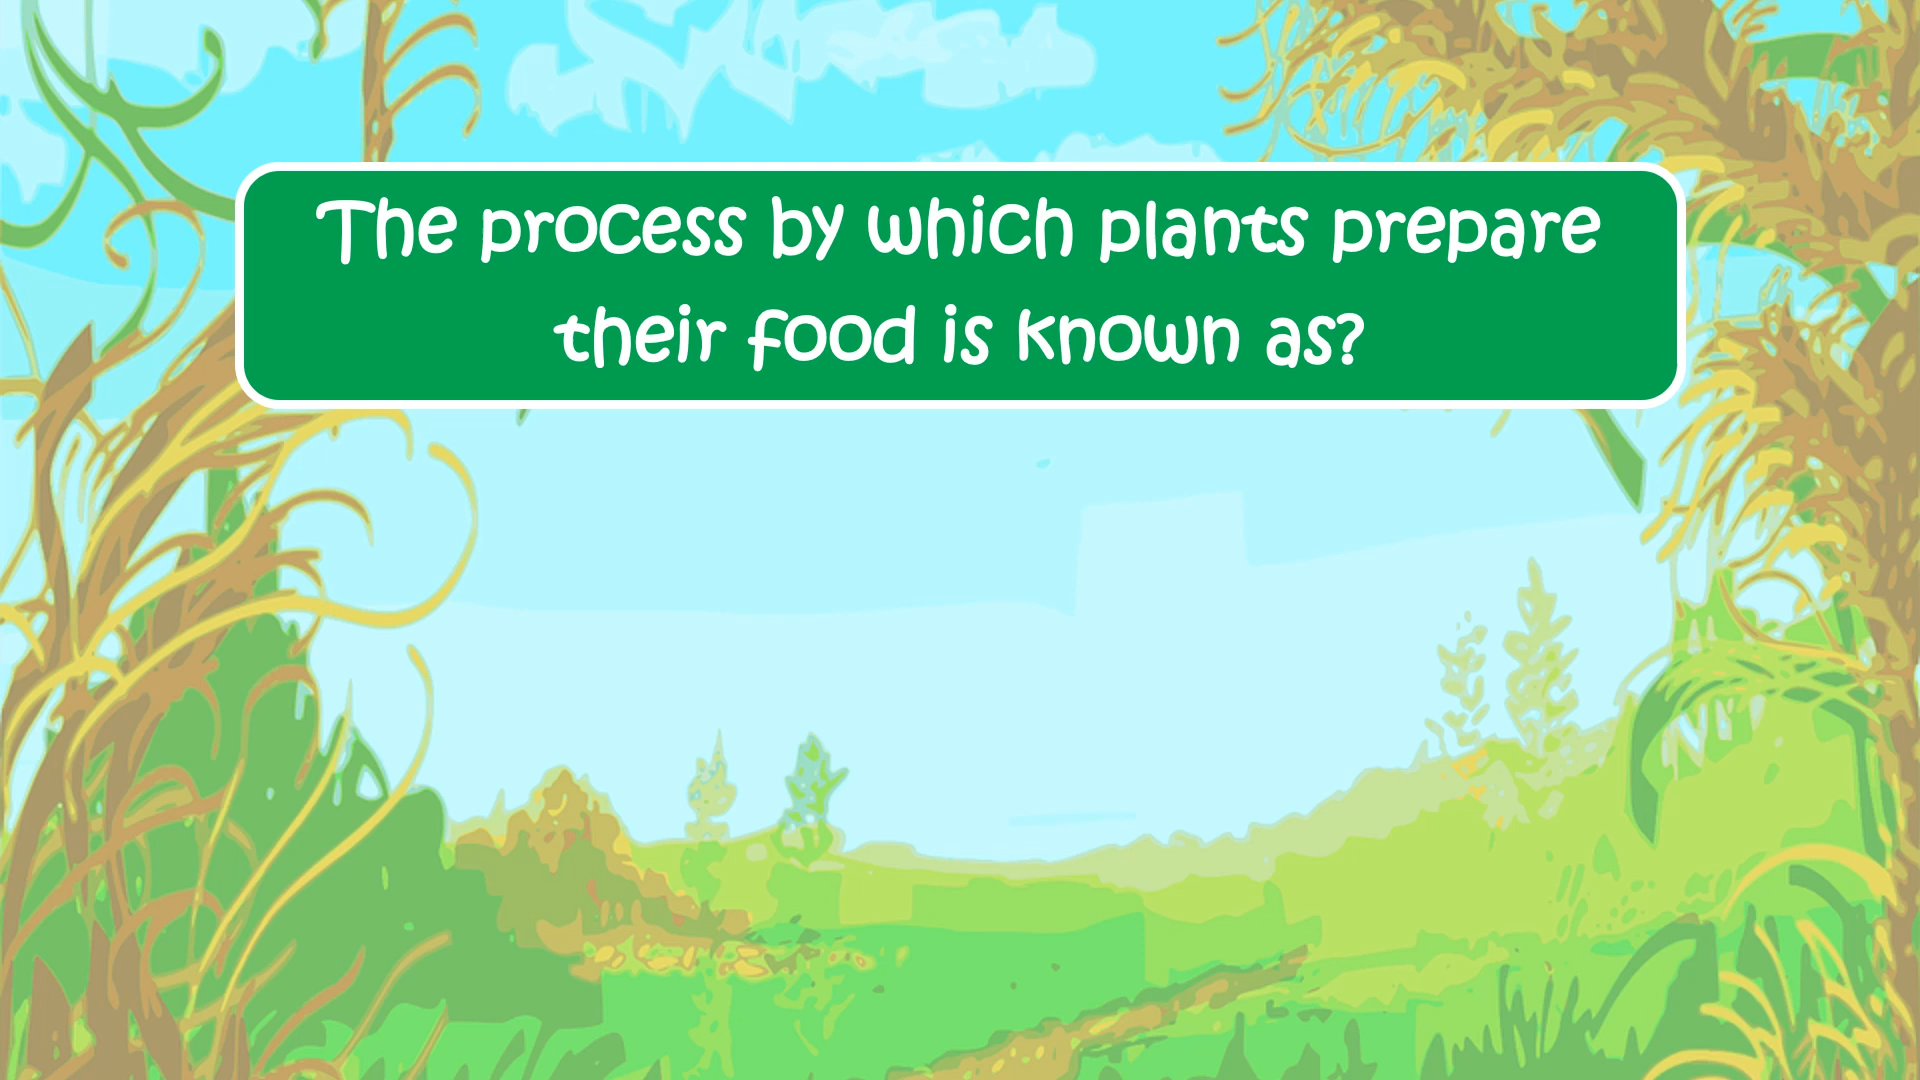 The process by which plants prepare
their food is known as?